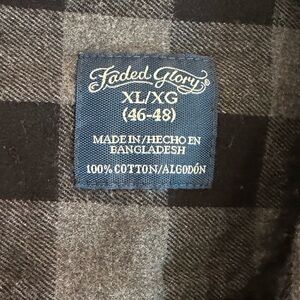 Faded Glory®
XL/XG
(46-48)
MADE IN/HECHO EN
BANGLADESH
100% COTTON/ALGODÓN